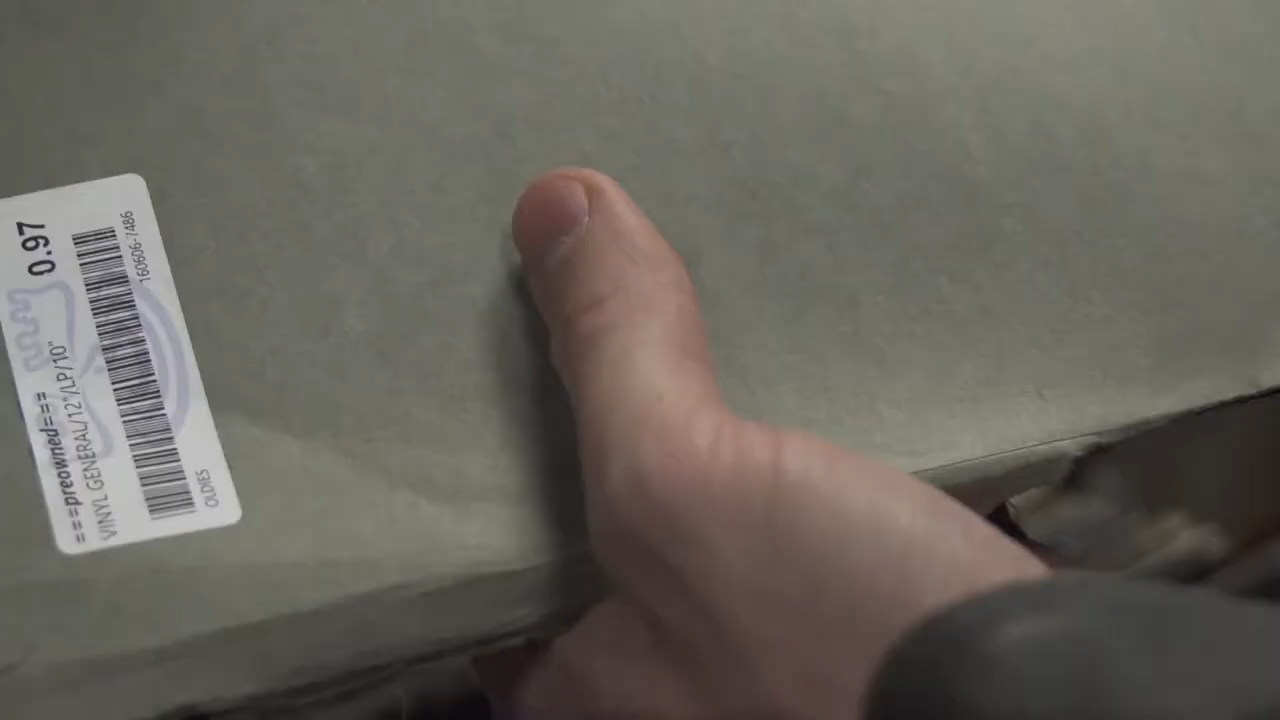 ===preowned===
0.97
VINYL GENERAL/12"/LP/10"
160606-7486
OLDIES